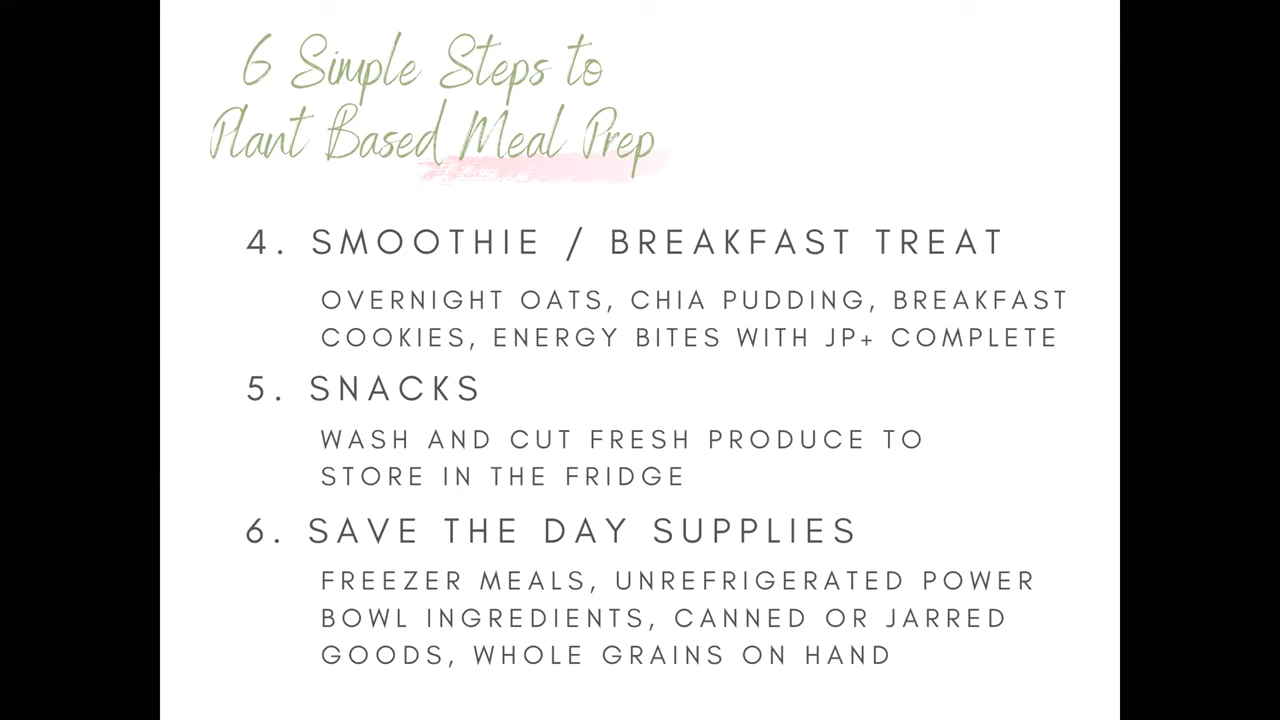 6 Simple Steps to
Plant Based Meal Prep
4. SMOOTHIE / BREAKFAST TREAT
OVERNIGHT OATS, CHIA PUDDING, BREAKFAST
COOKIES, ENERGY BITES WITH JP+ COMPLETE
5. SNACKS
WASH AND CUT FRESH PRODUCE TO
STORE IN THE FRIDGE
6. SAVE THE DAY SUPPLIES
FREEZER MEALS, UNREFRIGERATED POWER
BOWL INGREDIENTS, CANNED OR JARRED
GOODS, WHOLE GRAINS ON HAND